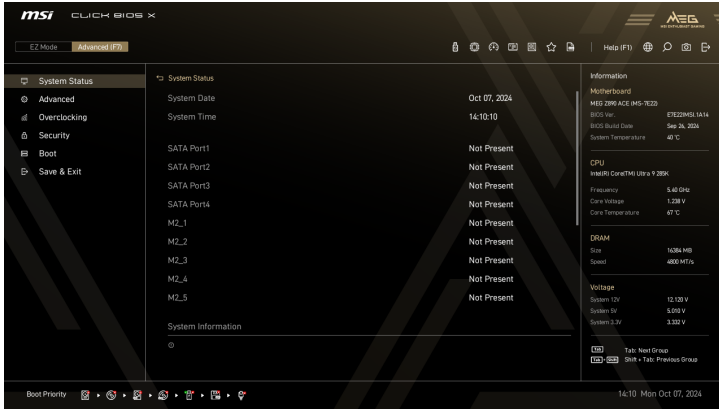 msi CLICK BIOS X
MEG
MSI ENTHUSIAST GAMING
EZ Mode Advanced (F7)
Help (F1)
System Status
Advanced
Overclocking
Security
Boot
Save & Exit
System Status
System Date Oct 07, 2024
System Time 14:10:10
SATA Port1 Not Present
SATA Port2 Not Present
SATA Port3 Not Present
SATA Port4 Not Present
M2_1 Not Present
M2_2 Not Present
M2_3 Not Present
M2_4 Not Present
M2_5 Not Present
System Information
Information
Motherboard
MEG Z890 ACE (MS-7E22)
BIOS Ver. E7E22IMSI.1A14
BIOS Build Date Sep 26, 2024
System Temperature 40 °C
CPU
Intel(R) Core(TM) Ultra 9 285K
Frequency 5.40 GHz
Core Voltage 1.238 V
Core Temperature 67 °C
DRAM
Size 16384 MB
Speed 4800 MT/s
Voltage
System 12V 12.120 V
System 5V 5.010 V
System 3.3V 3.332 V
Tab Tab: Next Group
Tab + Shift Shift + Tab: Previous Group
Boot Priority
14:10 Mon Oct 07, 2024